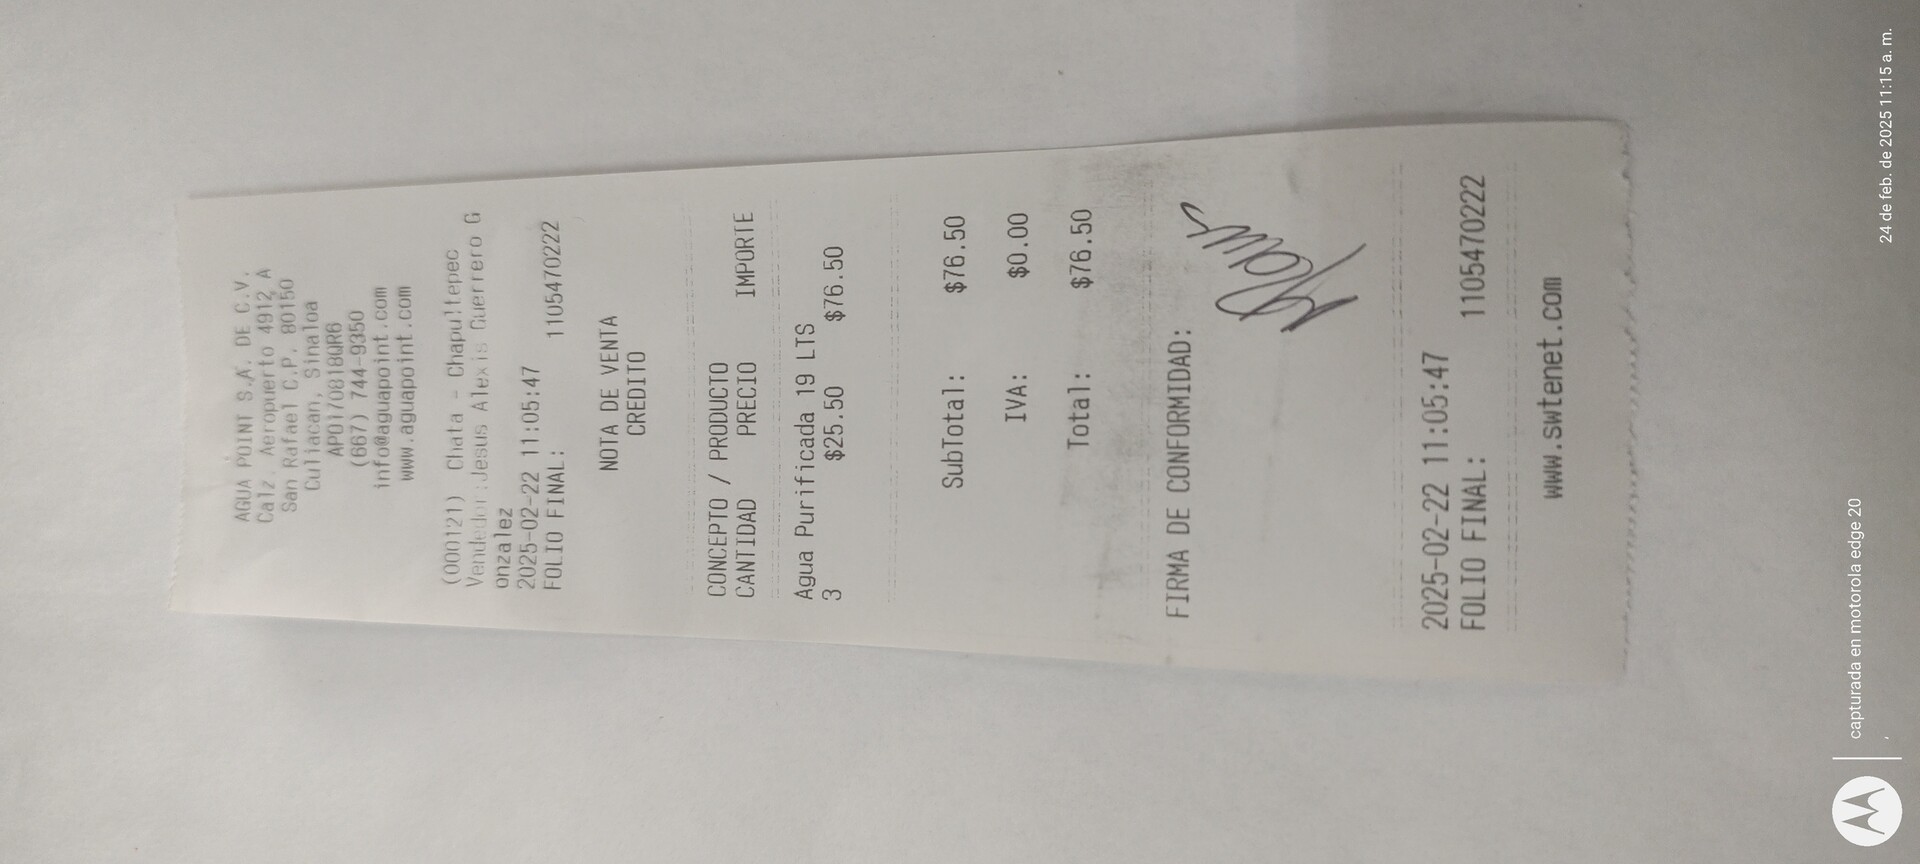 AGUA POINT S.A. DE C.V.
Calz. Aeropuerto 4912 A
San Rafael C.P. 80150
Culiacan, Sinaloa
APO170818QR6
(667) 744-9350
info@aguapoint.com
www.aguapoint.com
(000121) Chata - Chapultepec
Vendedor:Jesus Alexis Guerrero G
onzalez
2025-02-22 11:05:47
FOLIO FINAL: 1105470222
NOTA DE VENTA
CREDITO
CONCEPTO / PRODUCTO
CANTIDAD PRECIO IMPORTE
Agua Purificada 19 LTS
3 $25.50 $76.50
SubTotal: $76.50
IVA: $0.00
Total: $76.50
FIRMA DE CONFORMIDAD:
2025-02-22 11:05:47
FOLIO FINAL: 1105470222
www.swtenet.com
capturada en motorola edge 20
24 de feb. de 2025 11:15 a. m.